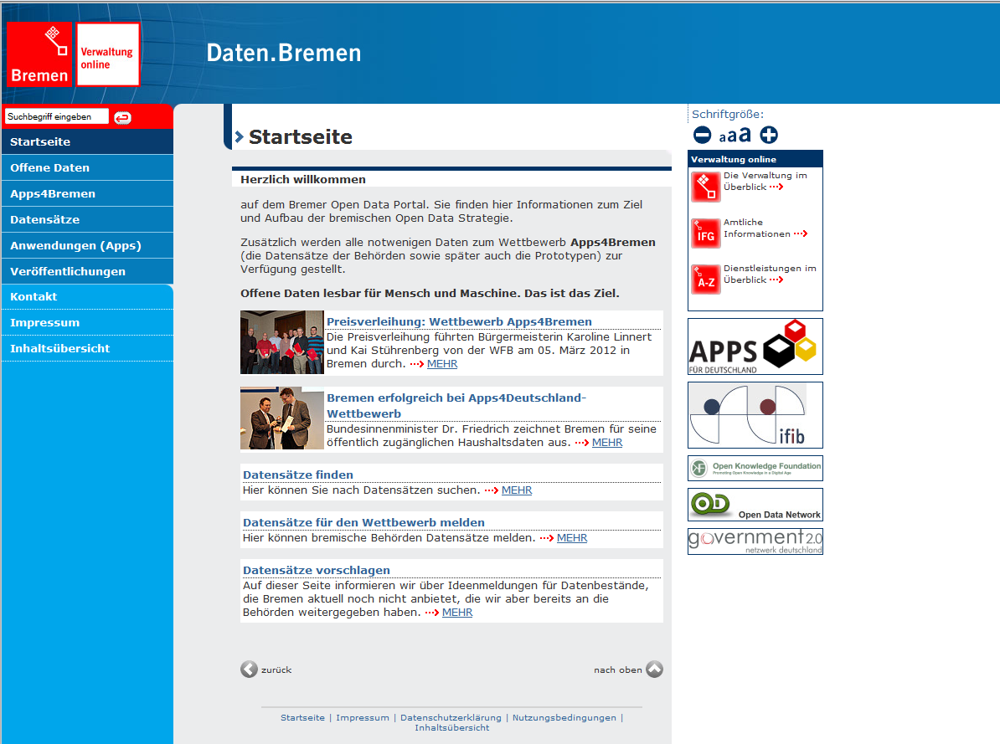 Bremen
Verwaltung
online
Daten.Bremen
Suchbegriff eingeben
Startseite
Offene Daten
Apps4Bremen
Datensätze
Anwendungen (Apps)
Veröffentlichungen
Kontakt
Impressum
Inhaltsübersicht
Startseite
Herzlich willkommen
auf dem Bremer Open Data Portal. Sie finden hier Informationen zum Ziel
und Aufbau der bremischen Open Data Strategie.
Zusätzlich werden alle notwenigen Daten zum Wettbewerb Apps4Bremen
(die Datensätze der Behörden sowie später auch die Prototypen) zur
Verfügung gestellt.
Offene Daten lesbar für Mensch und Maschine. Das ist das Ziel.
Preisverleihung: Wettbewerb Apps4Bremen
Die Preisverleihung führten Bürgermeisterin Karoline Linnert
und Kai Stührenberg von der WFB am 05. März 2012 in
Bremen durch. MEHR
Bremen erfolgreich bei Apps4Deutschland-
Wettbewerb
Bundesinnenminister Dr. Friedrich zeichnet Bremen für seine
öffentlich zugänglichen Haushaltsdaten aus. MEHR
Datensätze finden
Hier können Sie nach Datensätzen suchen. MEHR
Datensätze für den Wettbewerb melden
Hier können bremische Behörden Datensätze melden. MEHR
Datensätze vorschlagen
Auf dieser Seite informieren wir über Ideenmeldungen für Datenbestände,
die Bremen aktuell noch nicht anbietet, die wir aber bereits an die
Behörden weitergegeben haben. MEHR
zurück
nach oben
Startseite | Impressum | Datenschutzerklärung | Nutzungsbedingungen |
Inhaltsübersicht
Schriftgröße:
aaa
Verwaltung online
Die Verwaltung im
Überblick
IFG
Amtliche
Informationen
A-Z
Dienstleistungen im
Überblick
APPS
FÜR DEUTSCHLAND
ifib
Open Knowledge Foundation
Promoting Open Knowledge in a Digital Age
OD
Open Data Network
government2.0
netzwerk deutschland